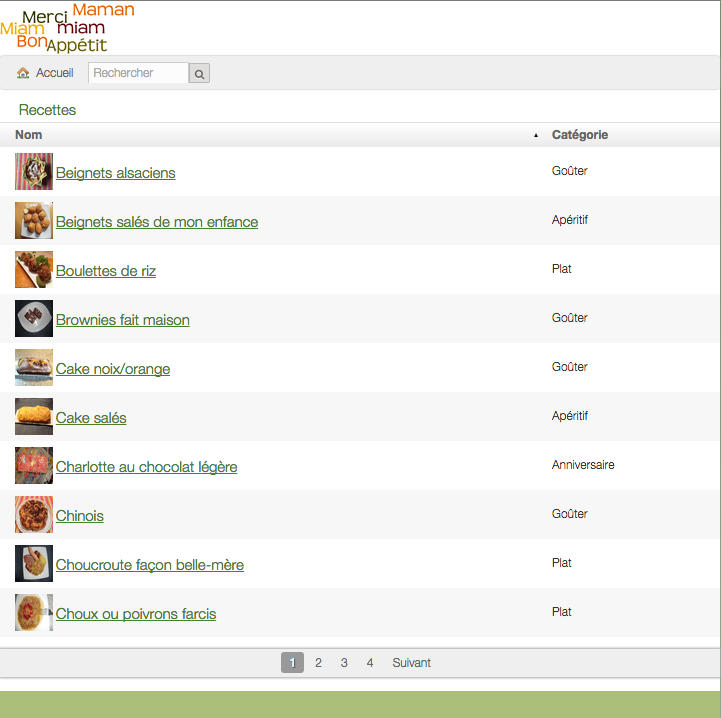 Merci Maman
Miam miam
Bon Appétit
Accueil Rechercher
Recettes
Nom Catégorie
Beignets alsaciens Goûter
Beignets salés de mon enfance Apéritif
Boulettes de riz Plat
Brownies fait maison Goûter
Cake noix/orange Goûter
Cake salés Apéritif
Charlotte au chocolat légère Anniversaire
Chinois Goûter
Choucroute façon belle-mère Plat
Choux ou poivrons farcis Plat
1 2 3 4 Suivant